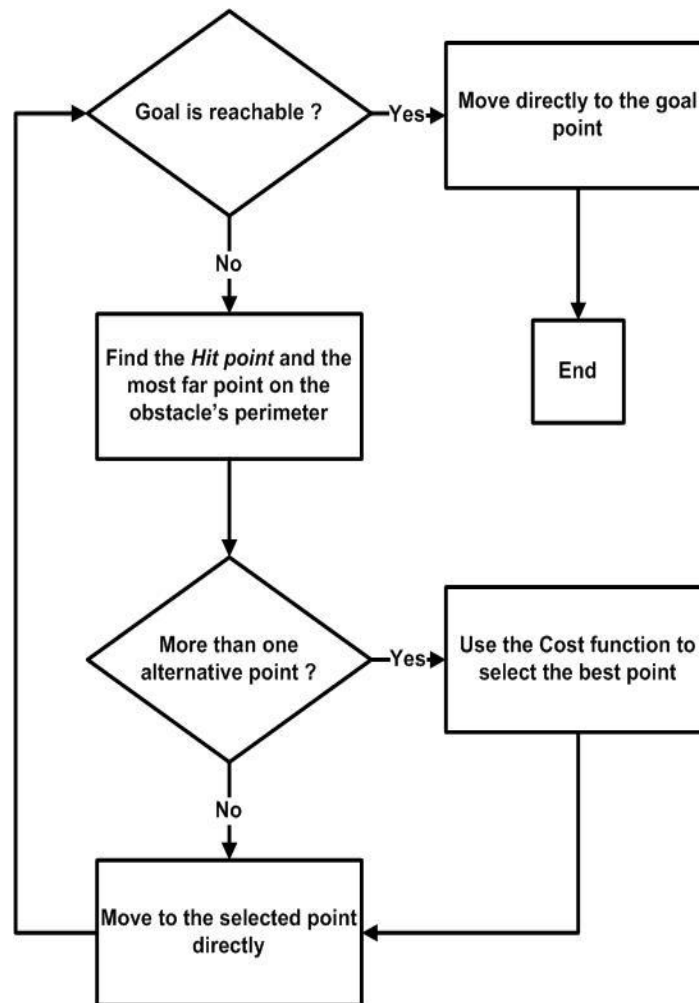 Goal is reachable ?
Yes
Move directly to the goal
point
No
Find the Hit point and the
most far point on the
obstacle's perimeter
End
More than one
alternative point ?
Yes
Use the Cost function to
select the best point
No
Move to the selected point
directly